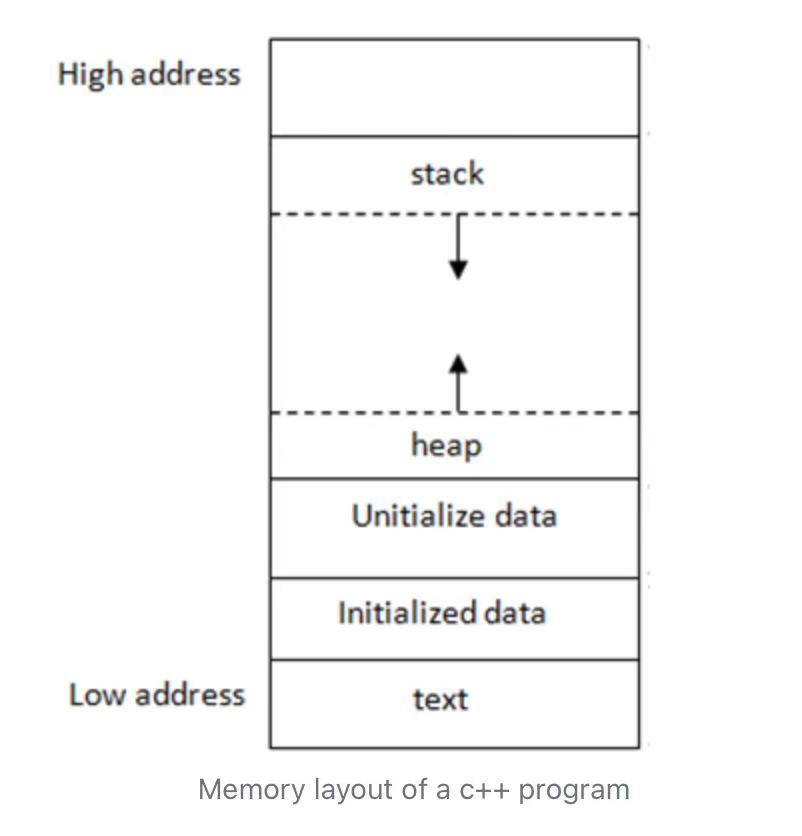 High address
stack
heap
Unitialize data
Initialized data
Low address
text
Memory layout of a c++ program